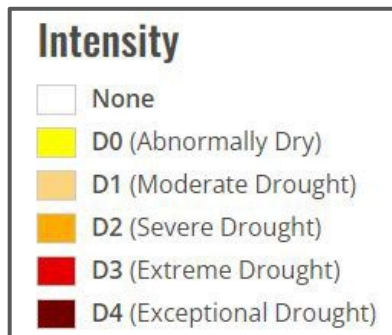 Intensity
None
D0 (Abnormally Dry)
D1 (Moderate Drought)
D2 (Severe Drought)
D3 (Extreme Drought)
D4 (Exceptional Drought)